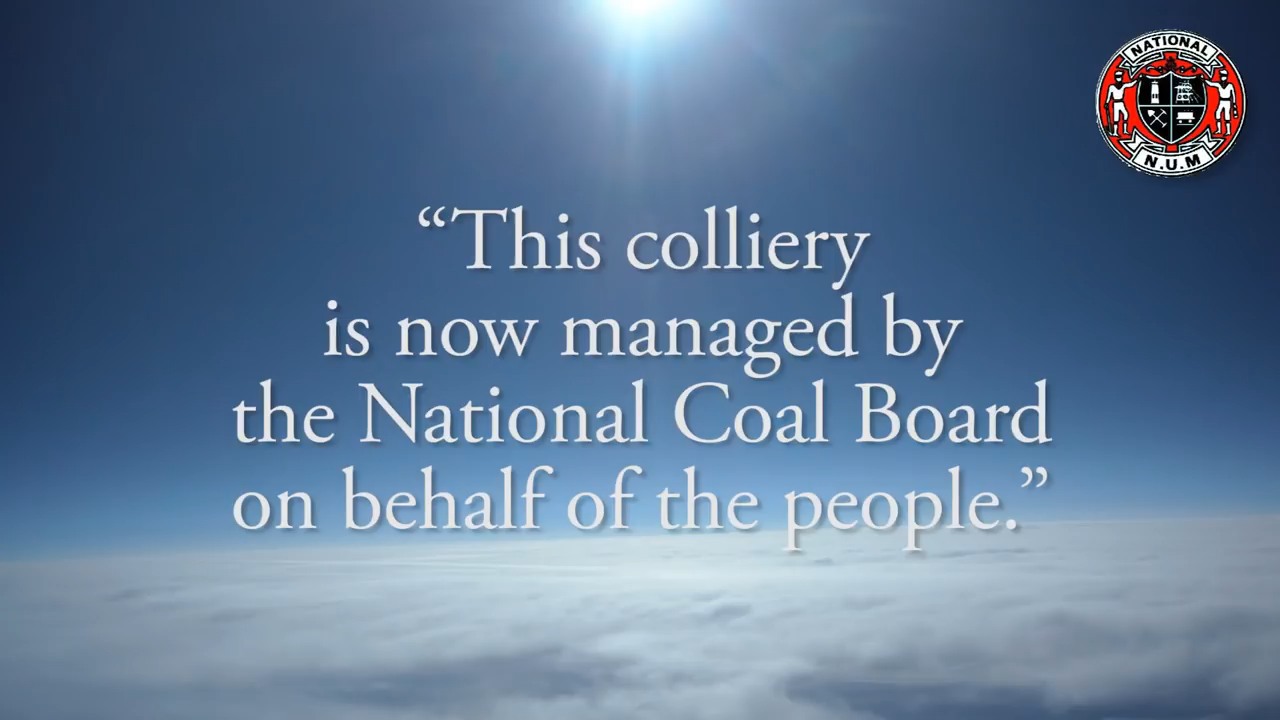 NATIONAL
N.U.M
“This colliery
is now managed by
the National Coal Board
on behalf of the people.”